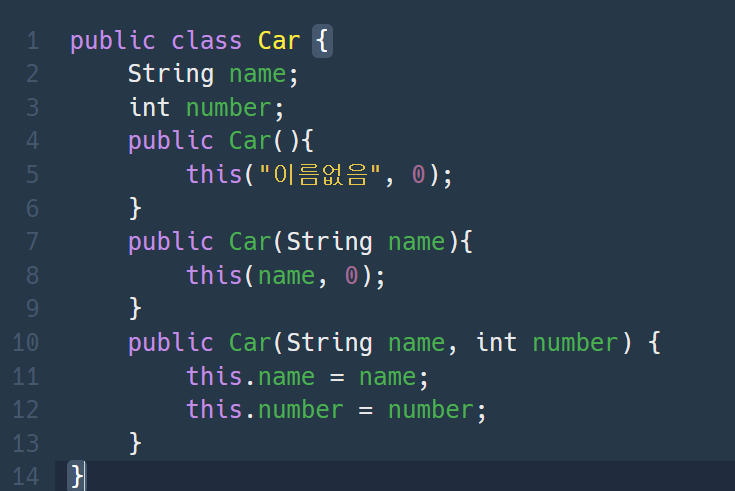 1 public class Car {
2     String name;
3     int number;
4     public Car(){
5         this("이름없음", 0);
6     }
7     public Car(String name){
8         this(name, 0);
9     }
10     public Car(String name, int number) {
11         this.name = name;
12         this.number = number;
13     }
14 }